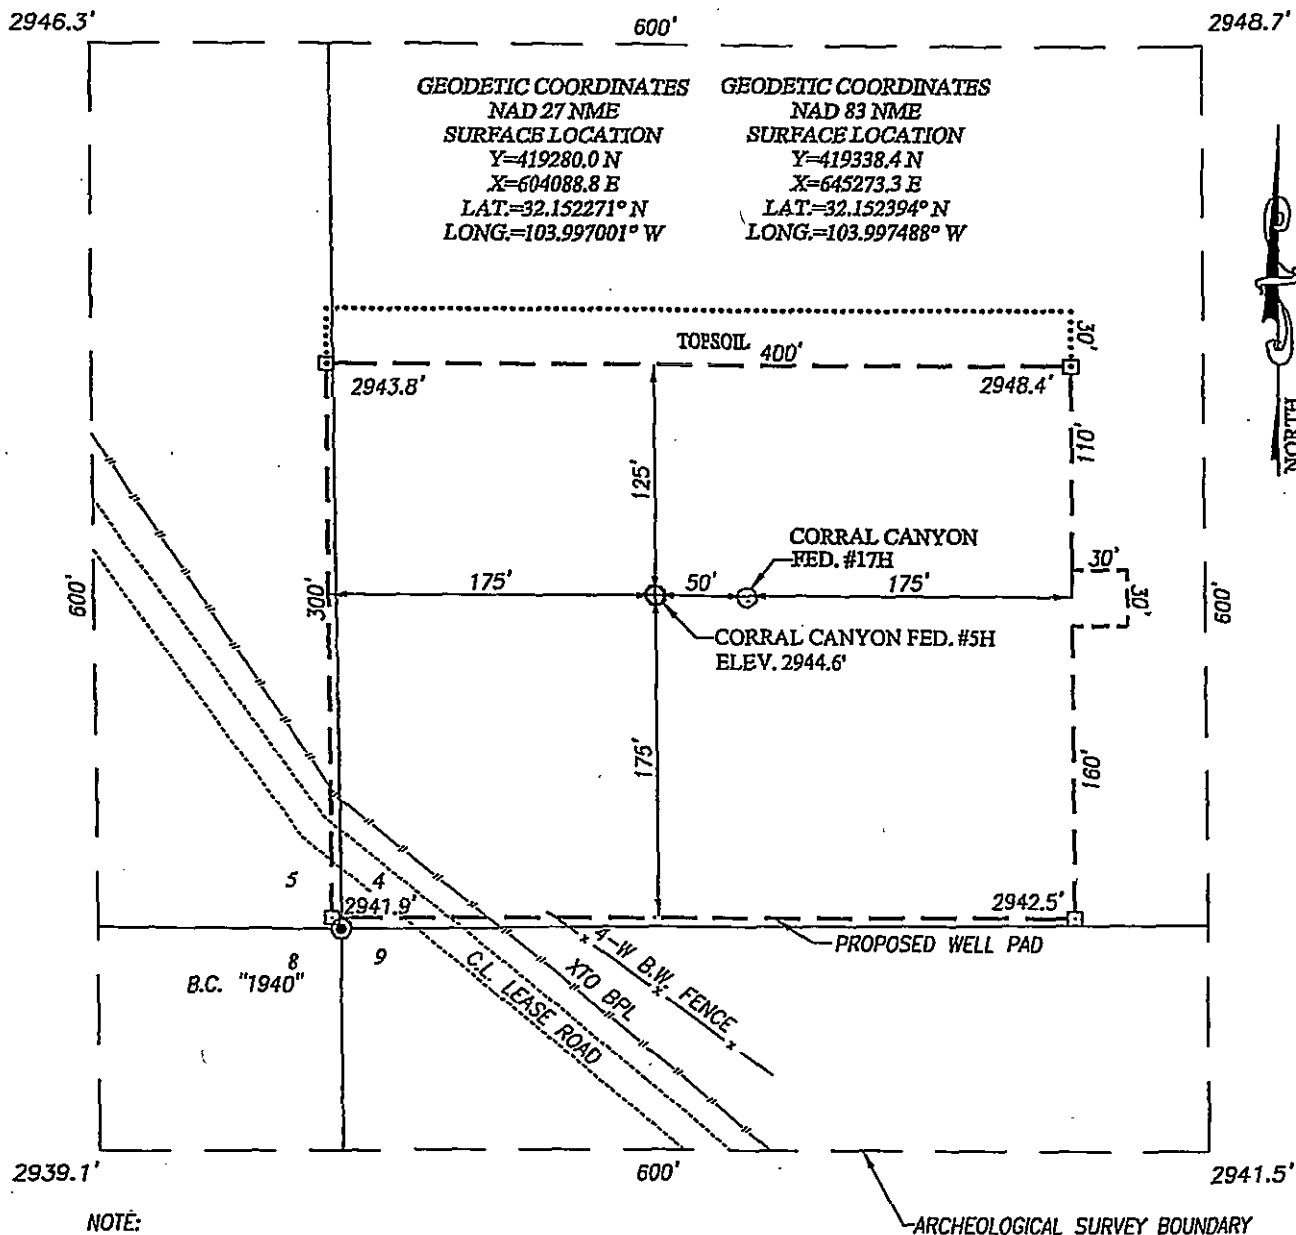 2946.3'
600'
2948.7'
GEODETIC COORDINATES
NAD 27 NME
SURFACE LOCATION
Y=419280.0 N
X=604088.8 E
LAT.=32.152271° N
LONG.=103.997001° W
GEODETIC COORDINATES
NAD 83 NME
SURFACE LOCATION
Y=419338.4 N
X=645273.3 E
LAT.=32.152394° N
LONG.=103.997488° W
NORTH
TOPSOIL
400'
30'
2943.8'
2948.4'
110'
125'
CORRAL CANYON
FED. #17H
30'
30'
175'
50'
175'
600'
300'
600'
CORRAL CANYON FED. #5H
ELEV. 2944.6'
175'
160'
5
4
2941.9'
2942.5'
8
9
B.C. "1940"
PROPOSED WELL PAD
4-W B.W. FENCE
XTO BPL
C.L. LEASE ROAD
2939.1'
600'
2941.5'
NOTE:
ARCHEOLOGICAL SURVEY BOUNDARY